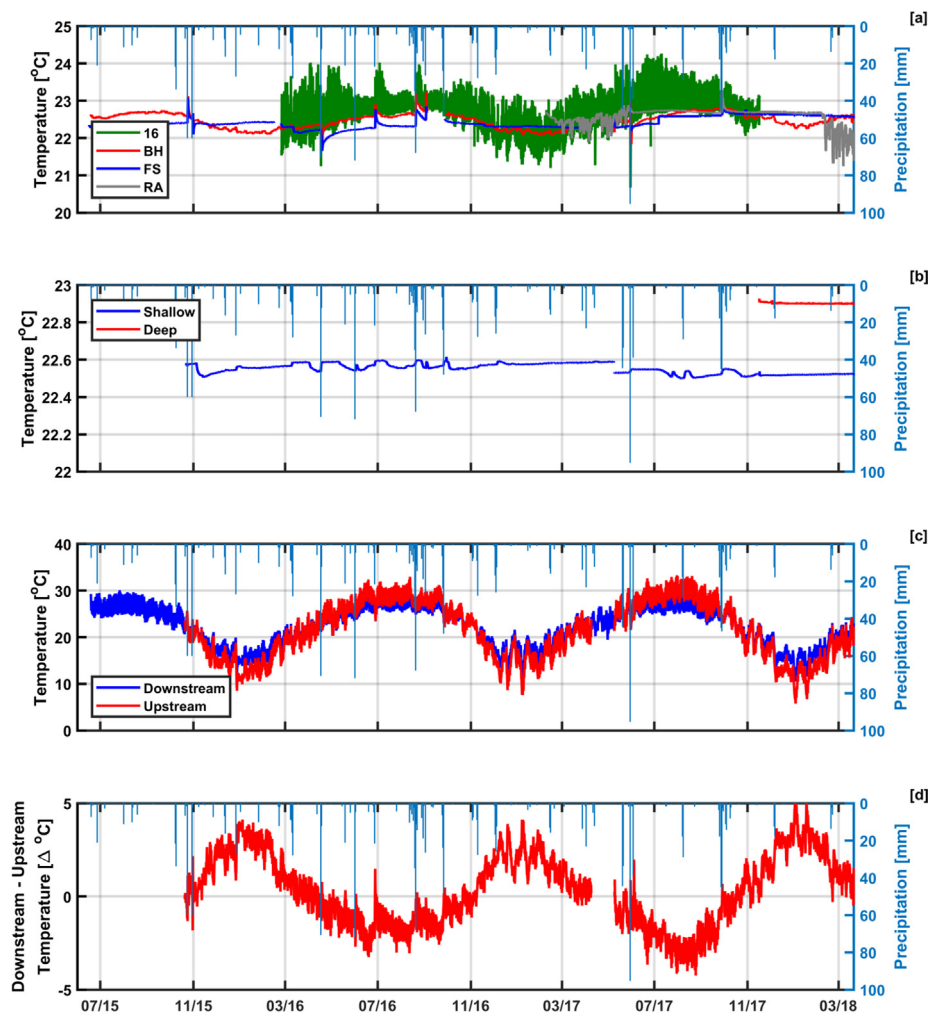 [a]
25
24
23
22
21
20
Temperature [°C]
16
BH
FS
RA
0
20
40
60
80
100
Precipitation [mm]
[b]
23
22.8
22.6
22.4
22.2
22
Temperature [°C]
Shallow
Deep
0
20
40
60
80
100
Precipitation [mm]
[c]
40
30
20
10
0
Temperature [°C]
Downstream
Upstream
0
20
40
60
80
100
Precipitation [mm]
[d]
5
0
-5
Downstream - Upstream
Temperature [Δ °C]
0
20
40
60
80
100
Precipitation [mm]
07/15 11/15 03/16 07/16 11/16 03/17 07/17 11/17 03/18